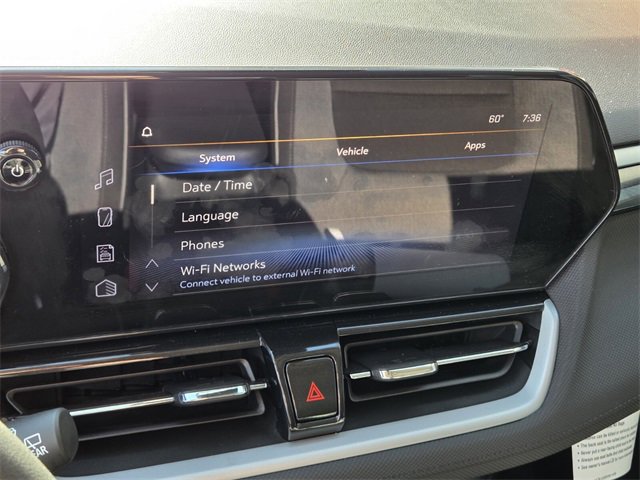 60° 7:36
System Vehicle Apps
Date / Time
Language
Phones
Wi-Fi Networks
Connect vehicle to external Wi-Fi network